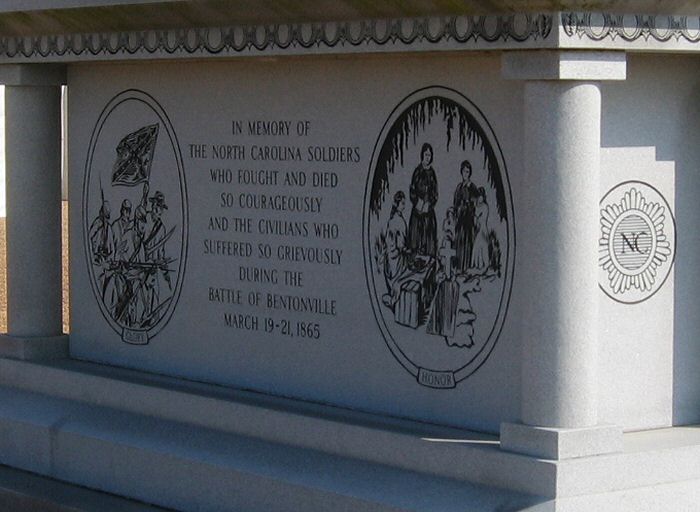 IN MEMORY OF
THE NORTH CAROLINA SOLDIERS
WHO FOUGHT AND DIED
SO COURAGEOUSLY
AND THE CIVILIANS WHO
SUFFERED SO GRIEVOUSLY
DURING THE
BATTLE OF BENTONVILLE
MARCH 19-21, 1865
GLORY
HONOR
NC